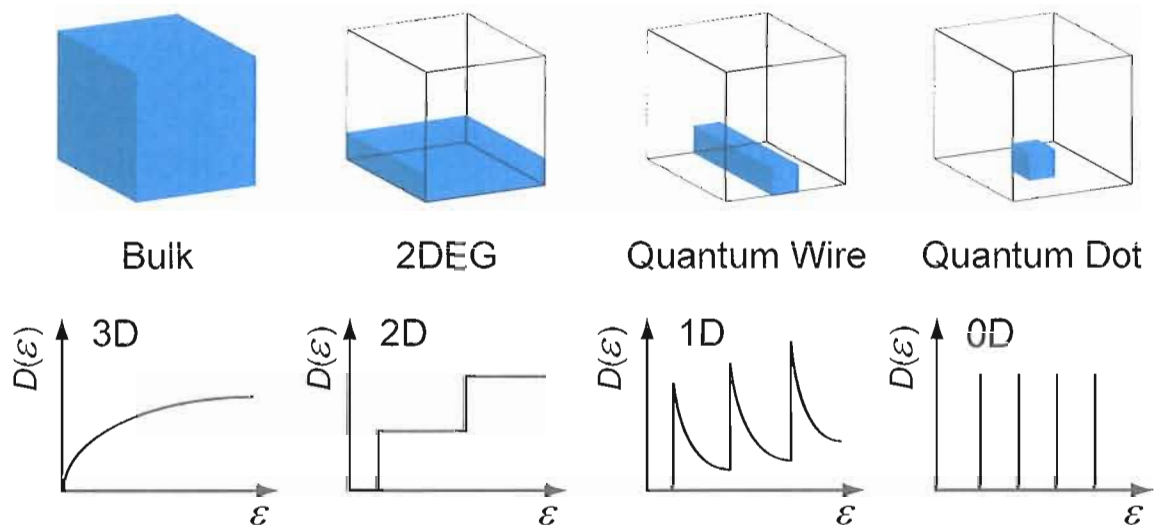 Bulk
2DEG
Quantum Wire
Quantum Dot
D(ε)
3D
ε
D(ε)
2D
ε
D(ε)
1D
ε
D(ε)
0D
ε